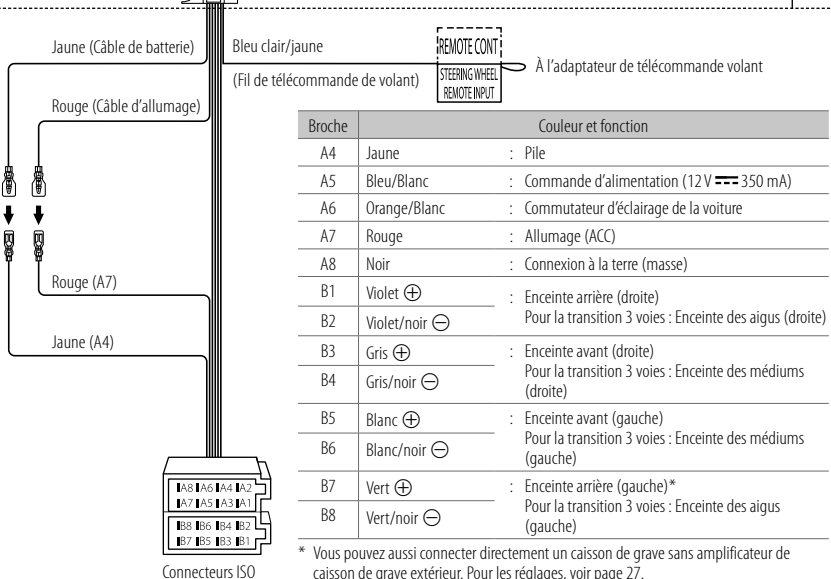 Jaune (Câble de batterie)
Bleu clair/jaune
(Fil de télécommande de volant)
REMOTE CONT
STEERING WHEEL
REMOTE INPUT
À l'adaptateur de télécommande volant
Rouge (Câble d'allumage)
Rouge (A7)
Jaune (A4)
A8 A6 A4 A2
A7 A5 A3 A1
B8 B6 B4 B2
B7 B5 B3 B1
Connecteurs ISO
Broche Couleur et fonction
A4 Jaune : Pile
A5 Bleu/Blanc : Commande d'alimentation (12 V ⎓ 350 mA)
A6 Orange/Blanc : Commutateur d'éclairage de la voiture
A7 Rouge : Allumage (ACC)
A8 Noir : Connexion à la terre (masse)
B1 Violet ⊕ : Enceinte arrière (droite)
B2 Violet/noir ⊖ Pour la transition 3 voies : Enceinte des aigus (droite)
B3 Gris ⊕ : Enceinte avant (droite)
B4 Gris/noir ⊖ Pour la transition 3 voies : Enceinte des médiums
(droite)
B5 Blanc ⊕ : Enceinte avant (gauche)
B6 Blanc/noir ⊖ Pour la transition 3 voies : Enceinte des médiums
(gauche)
B7 Vert ⊕ : Enceinte arrière (gauche)*
B8 Vert/noir ⊖ Pour la transition 3 voies : Enceinte des aigus
(gauche)
* Vous pouvez aussi connecter directement un caisson de grave sans amplificateur de
caisson de grave extérieur. Pour les réglages, voir page 27.